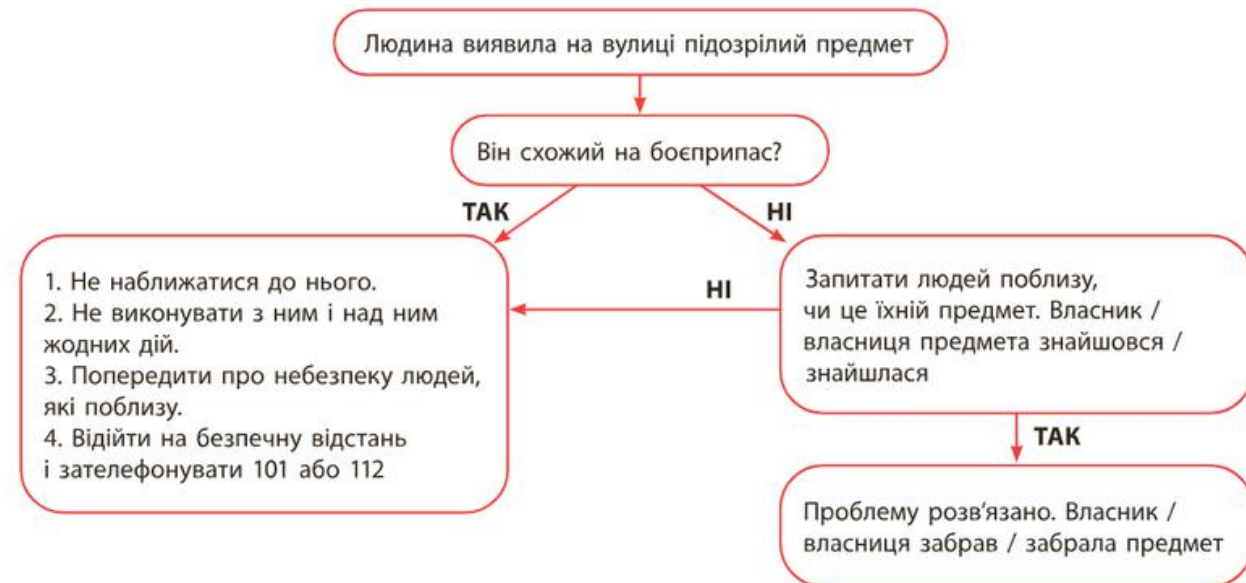 Людина виявила на вулиці підозрілий предмет
Він схожий на боєприпас?
ТАК
НІ
1. Не наближатися до нього.
2. Не виконувати з ним і над ним
жодних дій.
3. Попередити про небезпеку людей,
які поблизу.
4. Відійти на безпечну відстань
і зателефонувати 101 або 112
НІ
Запитати людей поблизу,
чи це їхній предмет. Власник /
власниця предмета знайшовся /
знайшлася
ТАК
Проблему розв’язано. Власник /
власниця забрав / забрала предмет